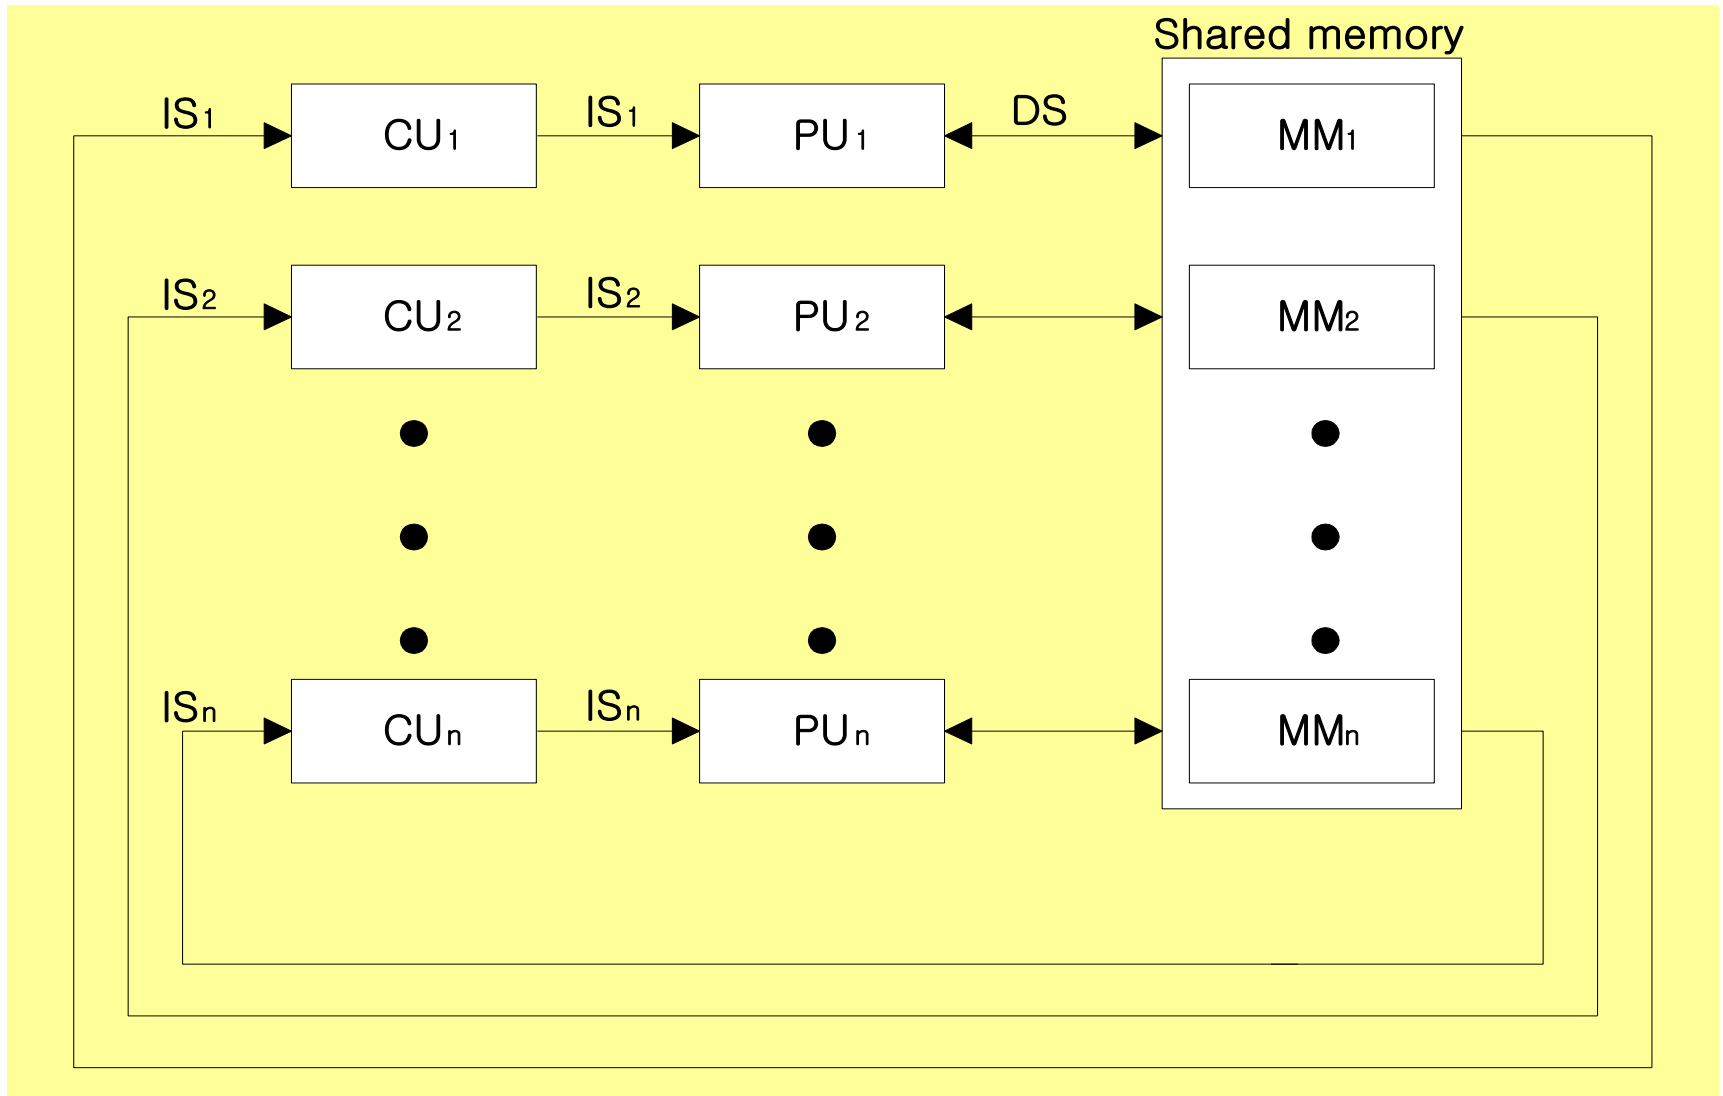 Shared memory
IS1 CU1 IS1 PU1 DS MM1
IS2 CU2 IS2 PU2 MM2
ISn CUn ISn PUn MMn